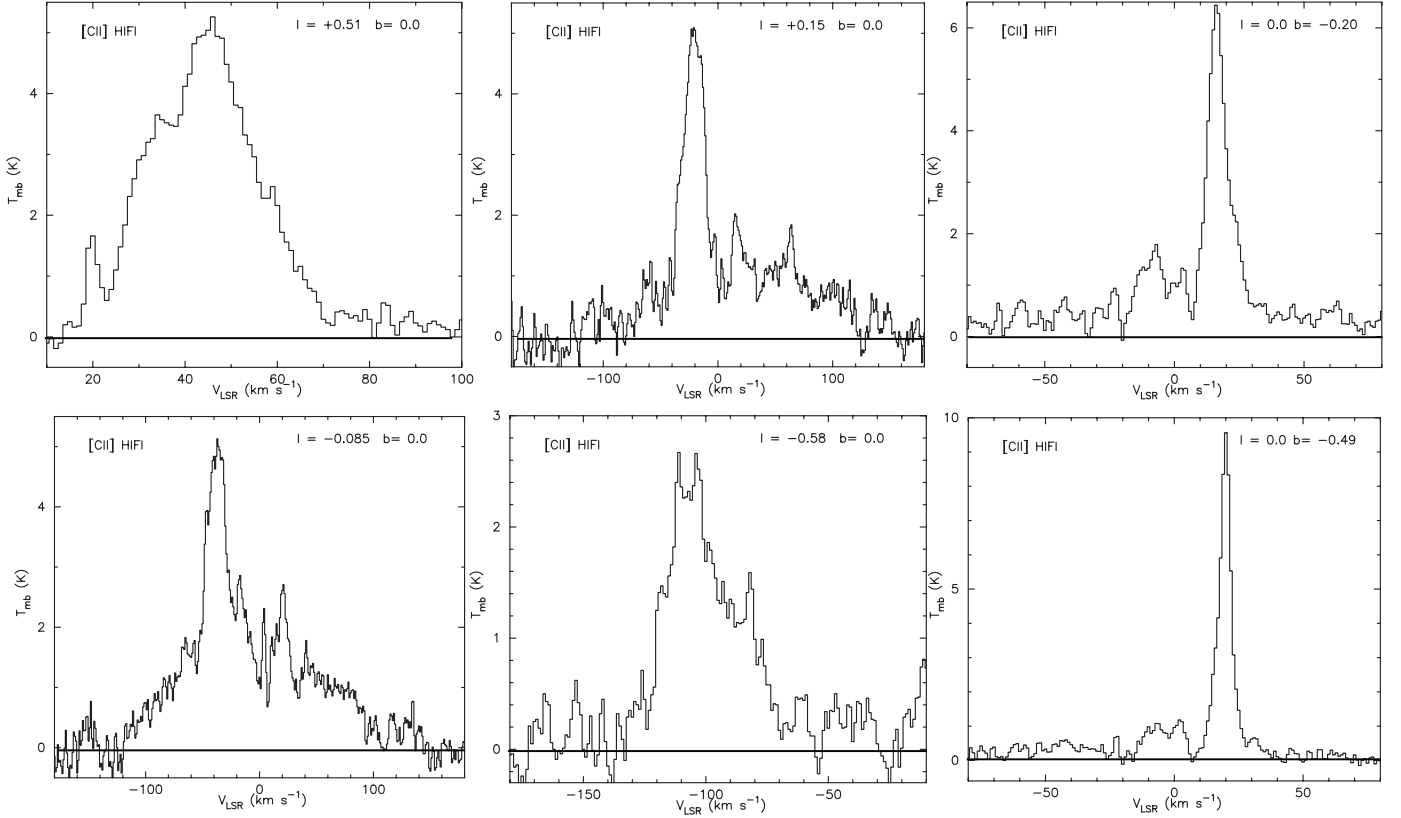 [CII] HIFI
l = +0.51 b= 0.0
4
2
0
T_mb (K)
20 40 60 80 100
V_LSR (km s⁻¹)
[CII] HIFI
l = +0.15 b= 0.0
4
2
0
T_mb (K)
−100 0 100
V_LSR (km s⁻¹)
[CII] HIFI
l = 0.0 b= −0.20
6
4
2
0
T_mb (K)
−50 0 50
V_LSR (km s⁻¹)
[CII] HIFI
l = −0.085 b= 0.0
4
2
0
T_mb (K)
−100 0 100
V_LSR (km s⁻¹)
[CII] HIFI
l = −0.58 b= 0.0
3
2
1
0
T_mb (K)
−150 −100 −50
V_LSR (km s⁻¹)
[CII] HIFI
l = 0.0 b= −0.49
10
5
0
T_mb (K)
−50 0 50
V_LSR (km s⁻¹)